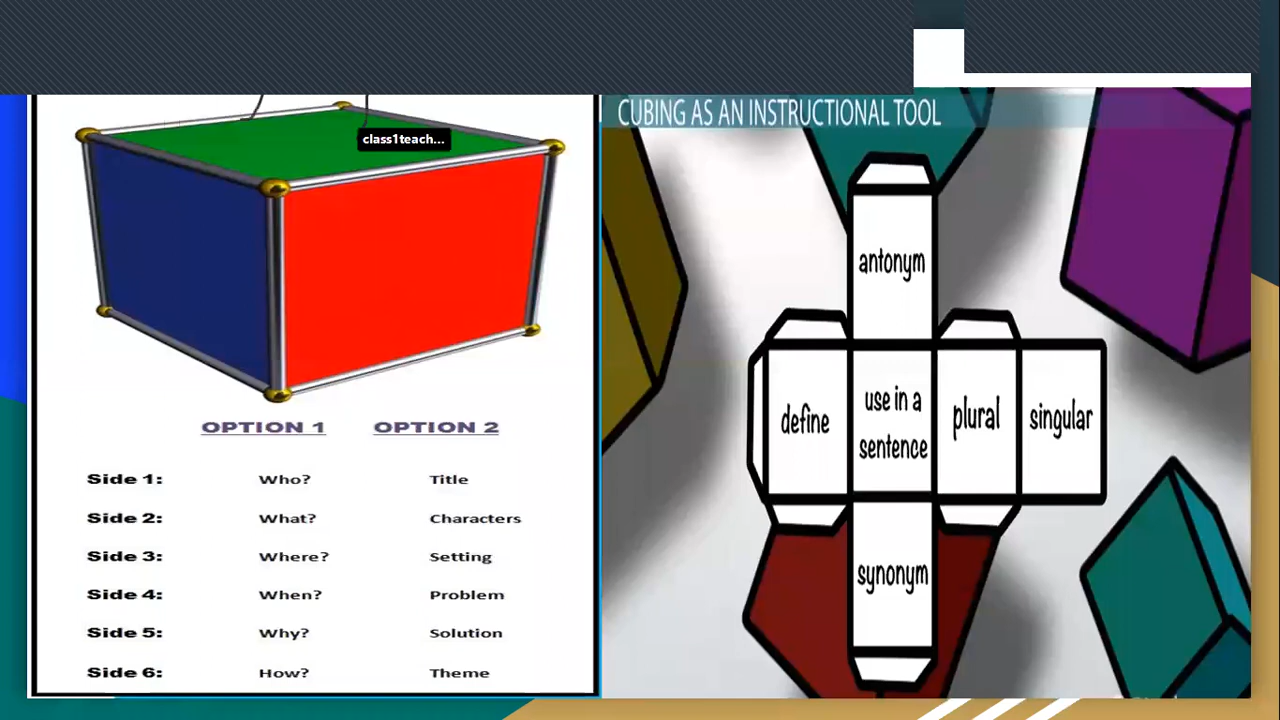 class1teach...
OPTION 1 OPTION 2
Side 1: Who? Title
Side 2: What? Characters
Side 3: Where? Setting
Side 4: When? Problem
Side 5: Why? Solution
Side 6: How? Theme
CUBING AS AN INSTRUCTIONAL TOOL
antonym
define
use in a
sentence
plural
singular
synonym